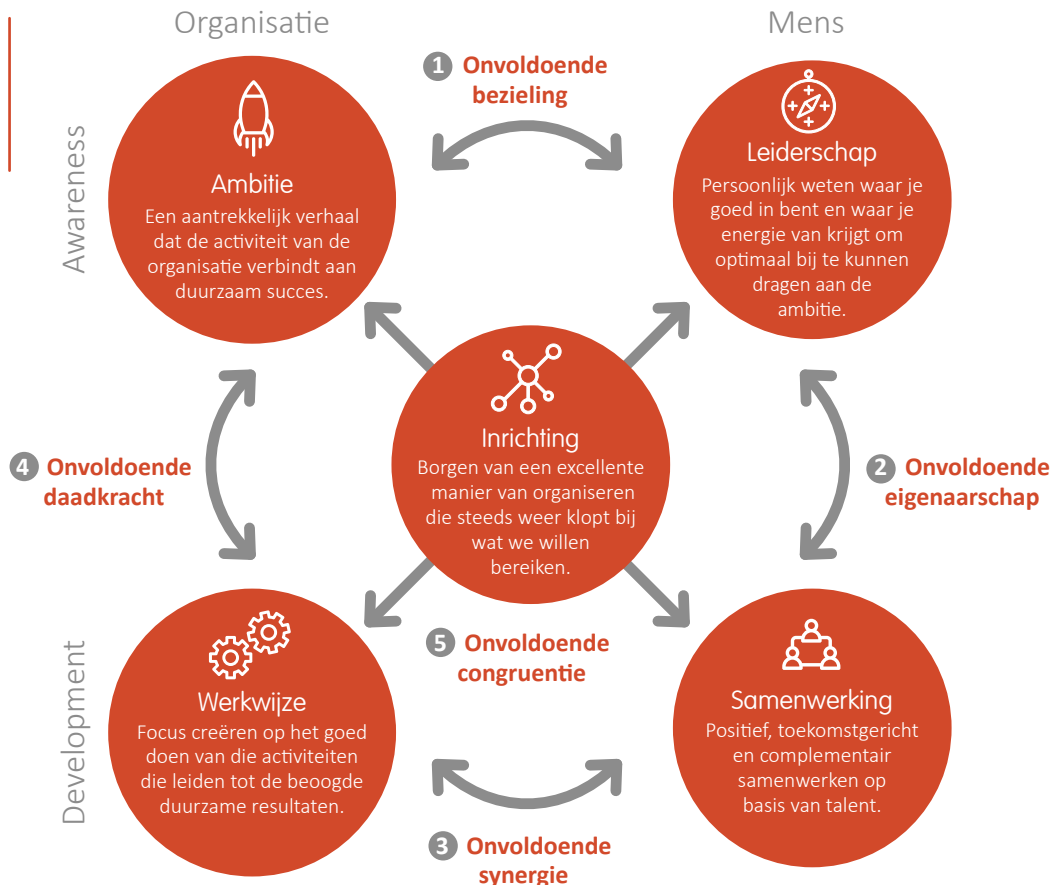 Organisatie
Mens
Awareness
Development
1 Onvoldoende
bezieling
Ambitie
Een aantrekkelijk verhaal
dat de activiteit van de
organisatie verbindt aan
duurzaam succes.
Leiderschap
Persoonlijk weten waar je
goed in bent en waar je
energie van krijgt om
optimaal bij te kunnen
dragen aan de
ambitie.
Inrichting
Borgen van een excellente
manier van organiseren
die steeds weer klopt bij
wat we willen
bereiken.
4 Onvoldoende
daadkracht
2 Onvoldoende
eigenaarschap
5 Onvoldoende
congruentie
Werkwijze
Focus creëren op het goed
doen van die activiteiten
die leiden tot de beoogde
duurzame resultaten.
Samenwerking
Positief, toekomstgericht
en complementair
samenwerken op
basis van talent.
3 Onvoldoende
synergie